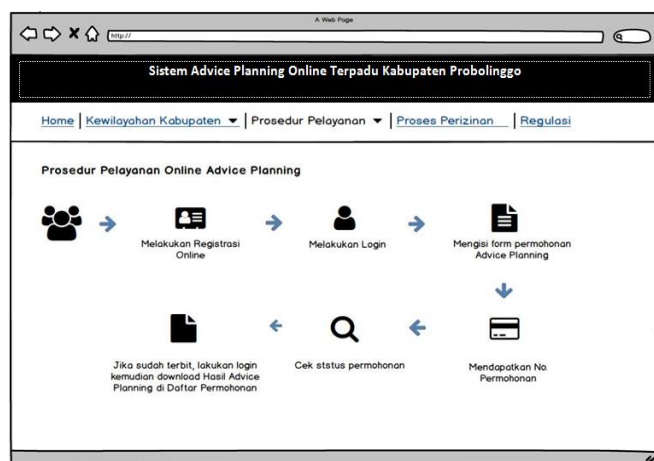 A Web Page
http://
Sistem Advice Planning Online Terpadu Kabupaten Probolinggo
Home | Kewilayahan Kabupaten | Prosedur Pelayanan | Proses Perizinan | Regulasi
Prosedur Pelayanan Online Advice Planning
Melakukan Registrasi
Online
Melakukan Login
Mengisi form permohonan
Advice Planning
Jika sudah terbit, lakukan login
kemudian download Hasil Advice
Planning di Daftar Permohonan
Cek ststus permohonan
Mendapatkan No.
Permohonan